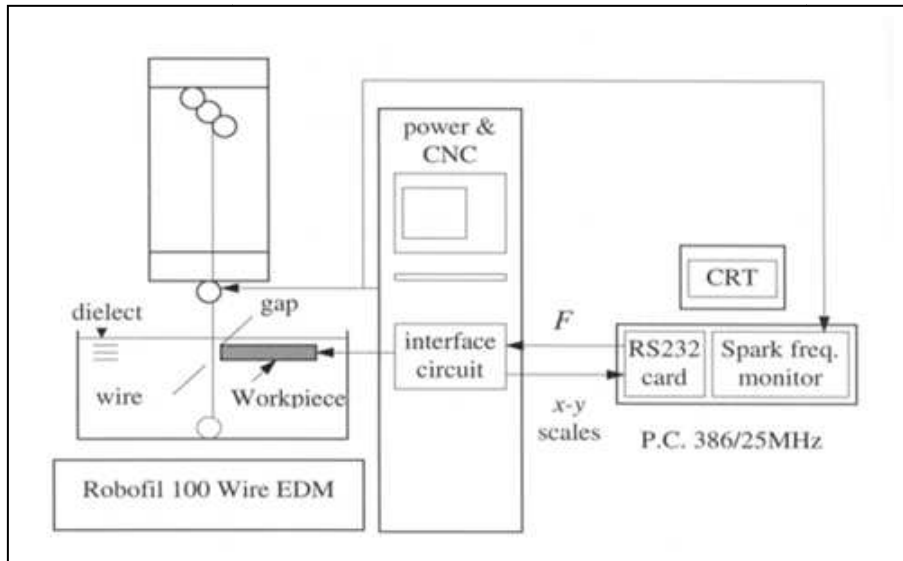 power &
CNC
CRT
gap
dielect
F
interface
circuit
RS232
card
Spark freq.
monitor
wire
Workpiece
x-y
scales
P.C. 386/25MHz
Robofil 100 Wire EDM